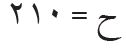 ح = ٢١٠